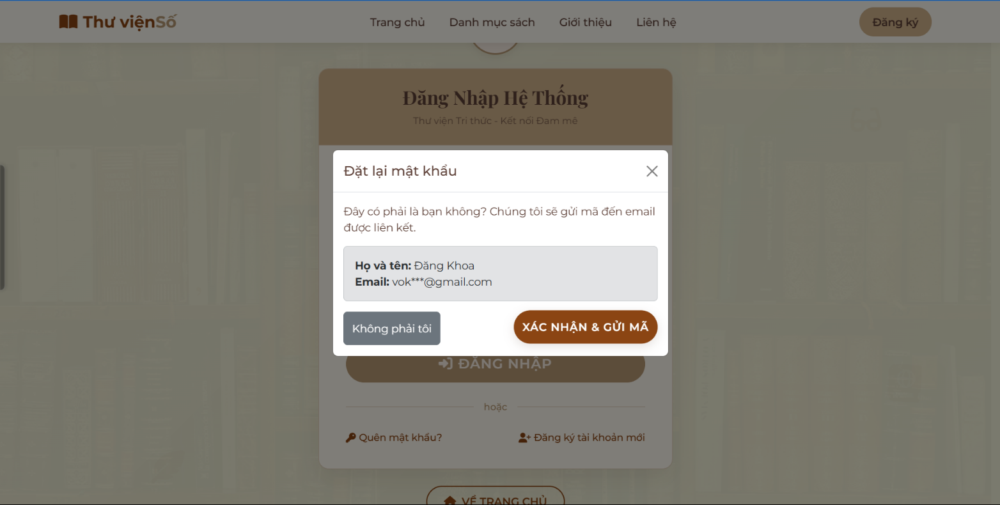 Thư việnSố
Trang chủ
Danh mục sách
Giới thiệu
Liên hệ
Đăng ký
Đăng Nhập Hệ Thống
Thư viện Tri thức - Kết nối Đam mê
Đặt lại mật khẩu
Đây có phải là bạn không? Chúng tôi sẽ gửi mã đến email
được liên kết.
Họ và tên: Đăng Khoa
Email: vok***@gmail.com
Không phải tôi
XÁC NHẬN & GỬI MÃ
ĐĂNG NHẬP
hoặc
Quên mật khẩu?
Đăng ký tài khoản mới
VỀ TRANG CHỦ